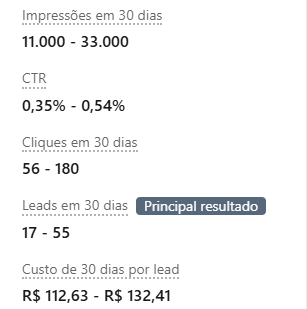 Impressões em 30 dias
11.000 - 33.000
CTR
0,35% - 0,54%
Cliques em 30 dias
56 - 180
Leads em 30 dias Principal resultado
17 - 55
Custo de 30 dias por lead
R$ 112,63 - R$ 132,41